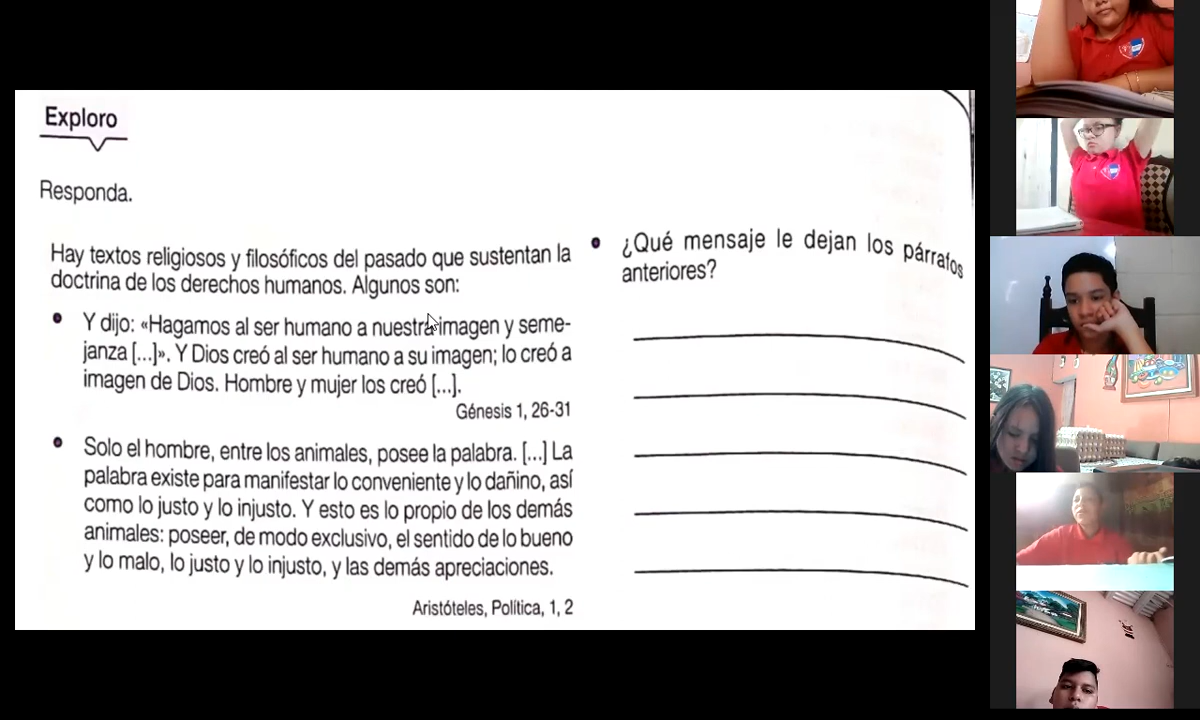 Exploro
Responda.
Hay textos religiosos y filosóficos del pasado que sustentan la
doctrina de los derechos humanos. Algunos son:
Y dijo: «Hagamos al ser humano a nuestra imagen y seme-
janza [...]». Y Dios creó al ser humano a su imagen; lo creó a
imagen de Dios. Hombre y mujer los creó [...].
Génesis 1, 26-31
Solo el hombre, entre los animales, posee la palabra. [...] La
palabra existe para manifestar lo conveniente y lo dañino, así
como lo justo y lo injusto. Y esto es lo propio de los demás
animales: poseer, de modo exclusivo, el sentido de lo bueno
y lo malo, lo justo y lo injusto, y las demás apreciaciones.
Aristóteles, Política, 1, 2
¿Qué mensaje le dejan los párrafos
anteriores?